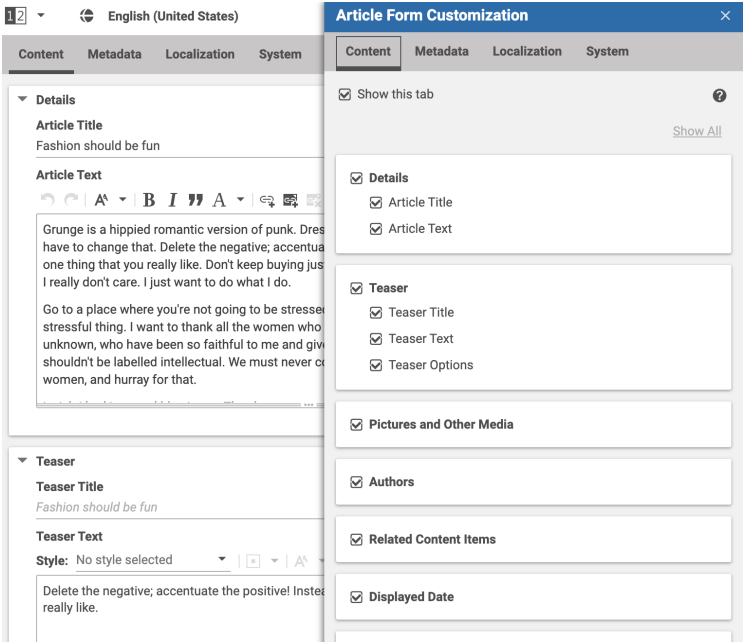 12
English (United States)
Content Metadata Localization System
Details
Article Title
Fashion should be fun
Article Text
B I A
Grunge is a hippied romantic version of punk. Dres
have to change that. Delete the negative; accentua
one thing that you really like. Don't keep buying jus
I really don't care. I just want to do what I do.
Go to a place where you're not going to be stressed
stressful thing. I want to thank all the women who
unknown, who have been so faithful to me and give
shouldn't be labelled intellectual. We must never co
women, and hurray for that.
Teaser
Teaser Title
Fashion should be fun
Teaser Text
Style: No style selected
Delete the negative; accentuate the positive! Instea
really like.
Article Form Customization
Content Metadata Localization System
Show this tab
Show All
Details
Article Title
Article Text
Teaser
Teaser Title
Teaser Text
Teaser Options
Pictures and Other Media
Authors
Related Content Items
Displayed Date